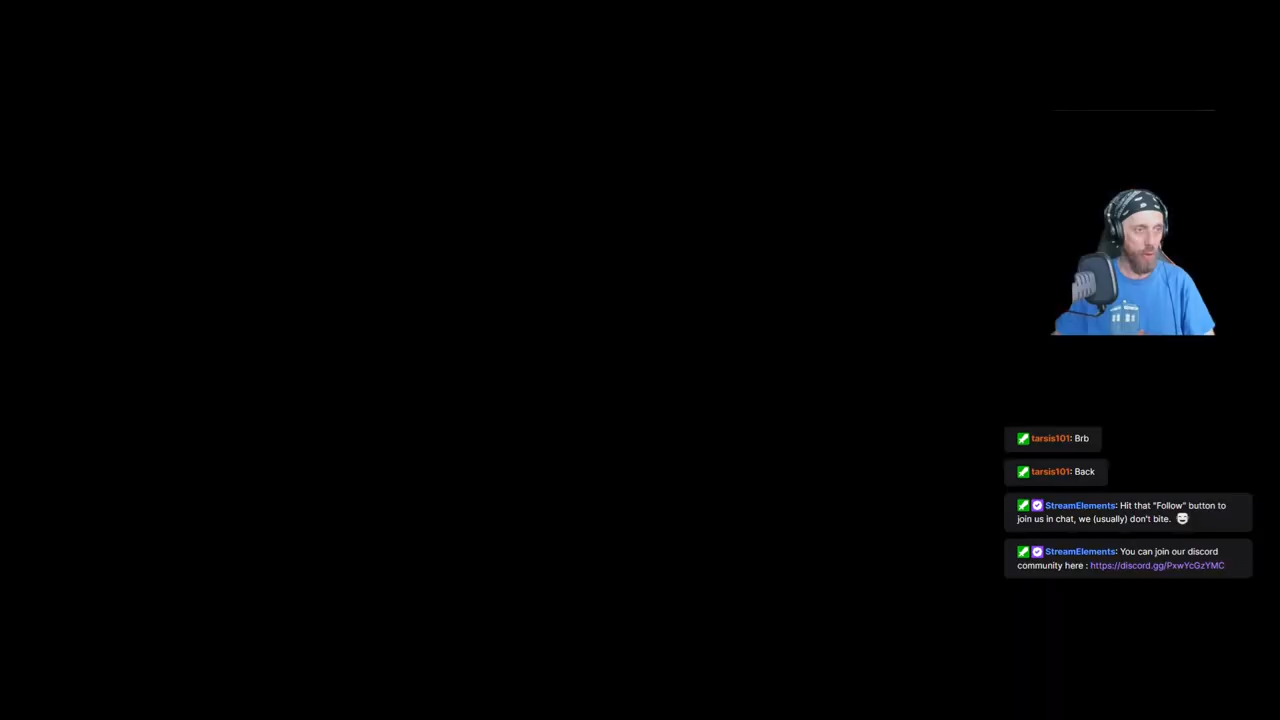 tarsis101: Brb
tarsis101: Back
StreamElements: Hit that "Follow" button to
join us in chat, we (usually) don't bite.
StreamElements: You can join our discord
community here : https://discord.gg/PxwYcGzYMC